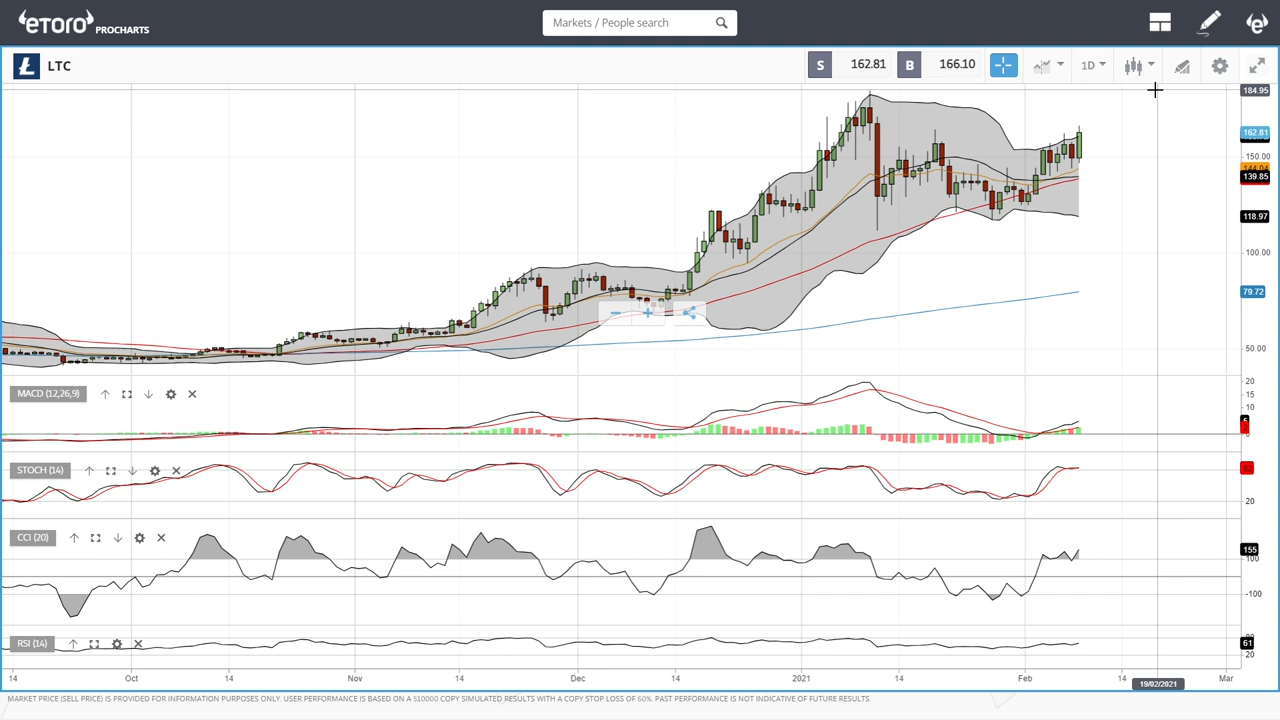 eToro PROCHARTS
Markets / People search
LTC
S 162.81 B 166.10
1D
184.95
162.81
150.00
139.85
118.97
100.00
79.72
50.00
MACD (12,26,9)
20
15
10
0
STOCH (14)
20
CCI (20)
155
100
-100
RSI (14)
61
20
14 Oct 14 Nov 14 Dec 14 2021 14 Feb 14 Mar
19/02/2021
MARKET PRICE (SELL PRICE) IS PROVIDED FOR INFORMATION PURPOSES ONLY. USER PERFORMANCE IS BASED ON A $10000 COPY SIMULATED RESULTS WITH A COPY STOP LOSS OF 60%. PAST PERFORMANCE IS NOT INDICATIVE OF FUTURE RESULTS.